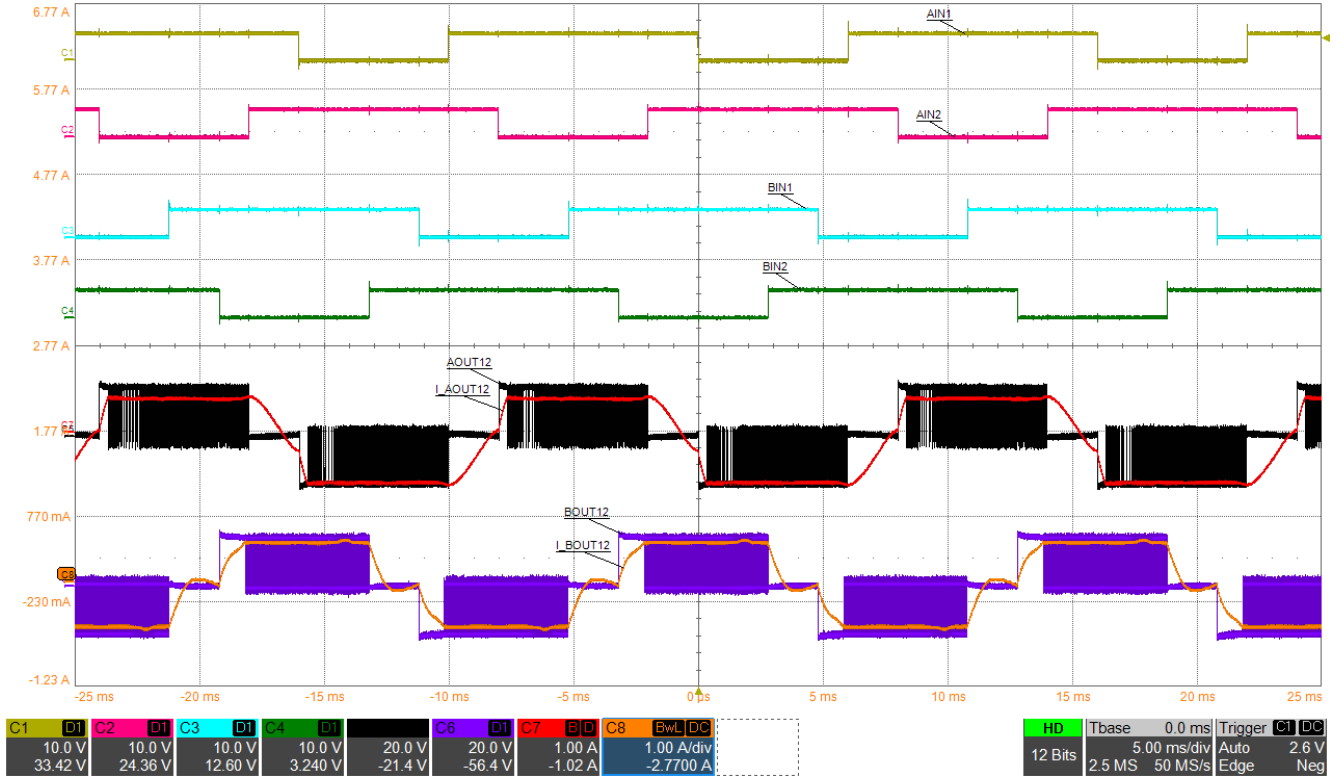 6.77 A
AIN1
C1
5.77 A
C2
AIN2
4.77 A
BIN1
C3
3.77 A
BIN2
C4
2.77 A
AOUT12
I_AOUT12
1.77 A
770 mA
BOUT12
I_BOUT12
C8
-230 mA
-1.23 A
-25 ms -20 ms -15 ms -10 ms -5 ms 0 ps 5 ms 10 ms 15 ms 20 ms 25 ms
C1 D1 C2 D1 C3 D1 C4 D1 C6 D1 C7 B D C8 BwL DC HD Tbase 0.0 ms Trigger C1 DC
10.0 V 10.0 V 10.0 V 10.0 V 20.0 V 20.0 V 1.00 A 1.00 A/div 12 Bits 5.00 ms/div Auto 2.6 V
33.42 V 24.36 V 12.60 V 3.240 V -21.4 V -56.4 V -1.02 A -2.7700 A 2.5 MS 50 MS/s Edge Neg